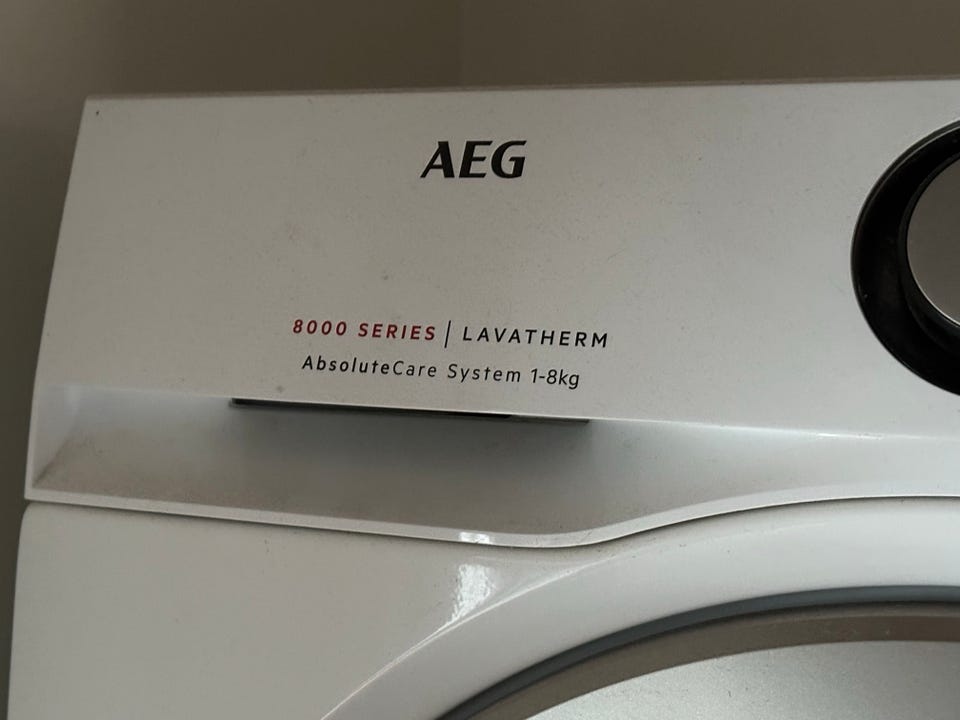 AEG
8000 SERIES | LAVATHERM
AbsoluteCare System 1-8kg